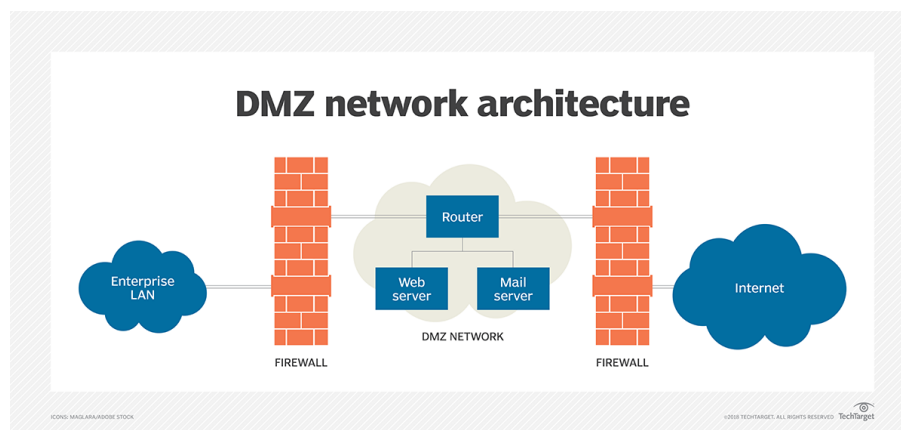 DMZ network architecture
Router
Enterprise
LAN
Web
server
Mail
server
Internet
DMZ NETWORK
FIREWALL
FIREWALL
ICONS: MAGLARA/ADOBE STOCK
©2018 TECHTARGET. ALL RIGHTS RESERVED
TechTarget